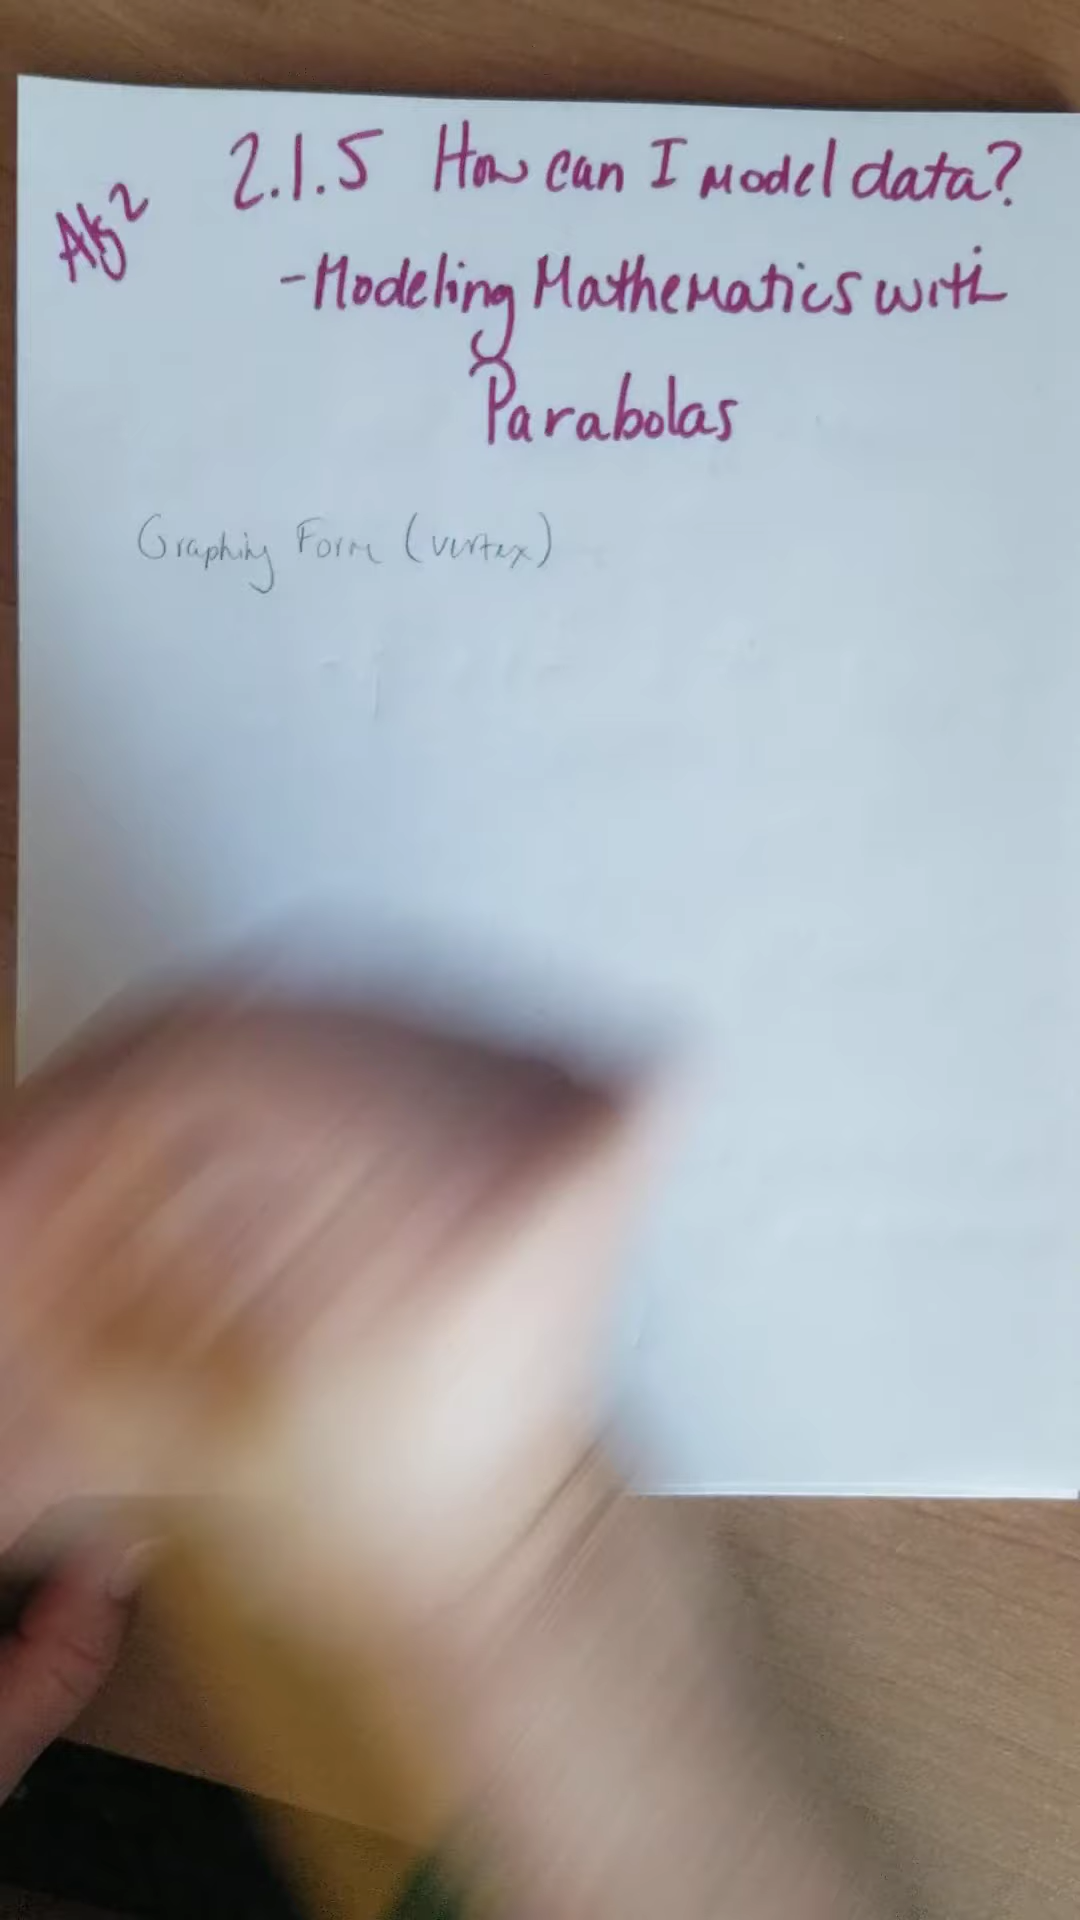 2.1.5 How can I model data?
Alg 2
-Modeling Mathematics with
Parabolas
Graphing Form (vertex)